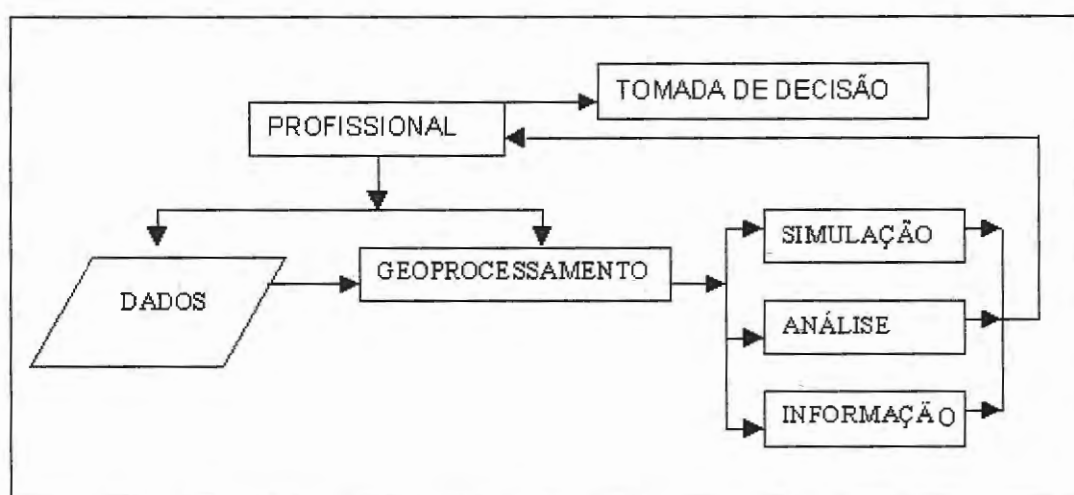 TOMADA DE DECISÃO
PROFISSIONAL
SIMULAÇÃO
GEOPROCESSAMENTO
DADOS
ANÁLISE
INFORMAÇÃO